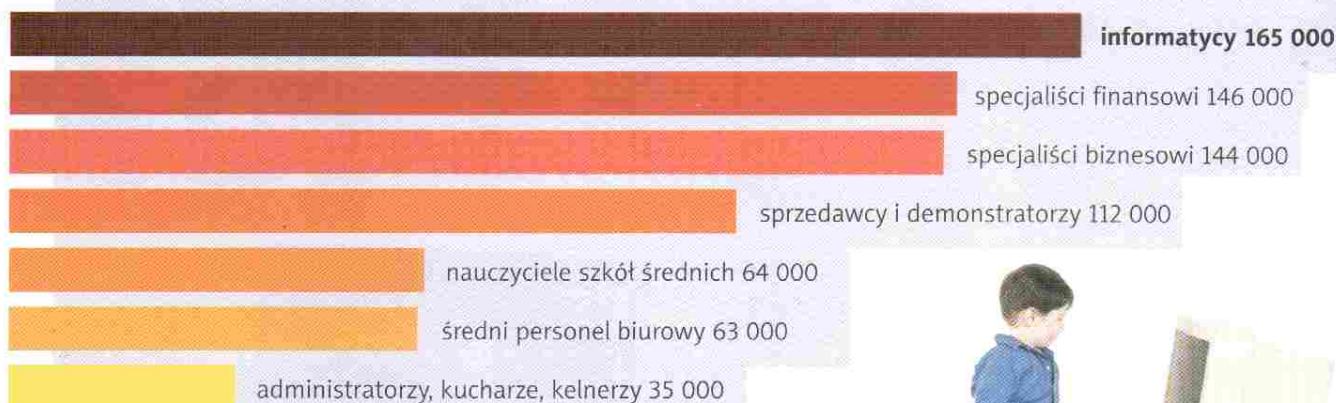 informatycy 165 000
specjaliści finansowi 146 000
specjaliści biznesowi 144 000
sprzedawcy i demonstratorzy 112 000
nauczyciele szkół średnich 64 000
średni personel biurowy 63 000
administratorzy, kucharze, kelnerzy 35 000